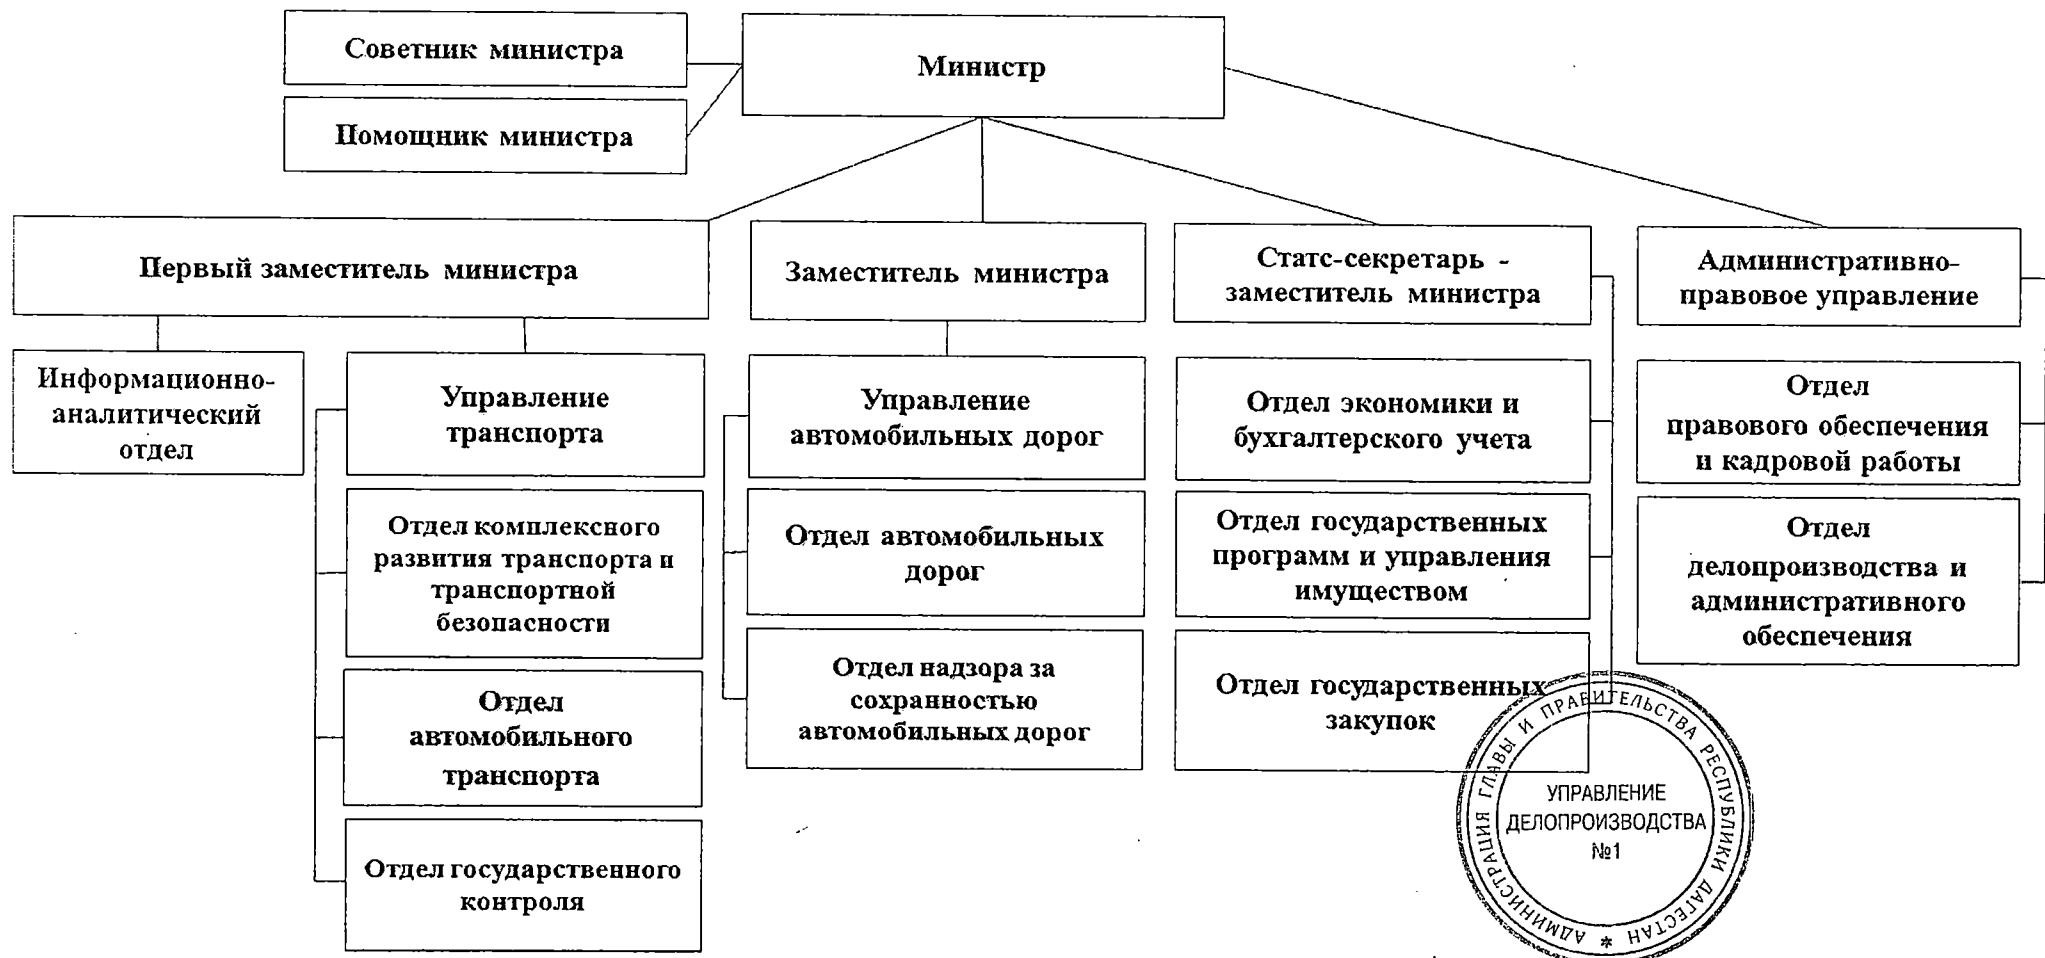 Советник министра
Министр
Помощник министра
Первый заместитель министра
Заместитель министра
Статс-секретарь -
заместитель министра
Административно-
правовое управление
Информационно-
аналитический
отдел
Управление
транспорта
Управление
автомобильных дорог
Отдел экономики и
бухгалтерского учета
Отдел
правового обеспечения
и кадровой работы
Отдел комплексного
развития транспорта и
транспортной
безопасности
Отдел автомобильных
дорог
Отдел государственных
программ и управления
имуществом
Отдел
делопроизводства и
административного
обеспечения
Отдел
автомобильного
транспорта
Отдел надзора за
сохранностью
автомобильных дорог
Отдел государственных
закупок
Отдел государственного
контроля
АДМИНИСТРАЦИЯ ГЛАВЫ И ПРАВИТЕЛЬСТВА РЕСПУБЛИКИ ДАГЕСТАН *
УПРАВЛЕНИЕ
ДЕЛОПРОИЗВОДСТВА
№1